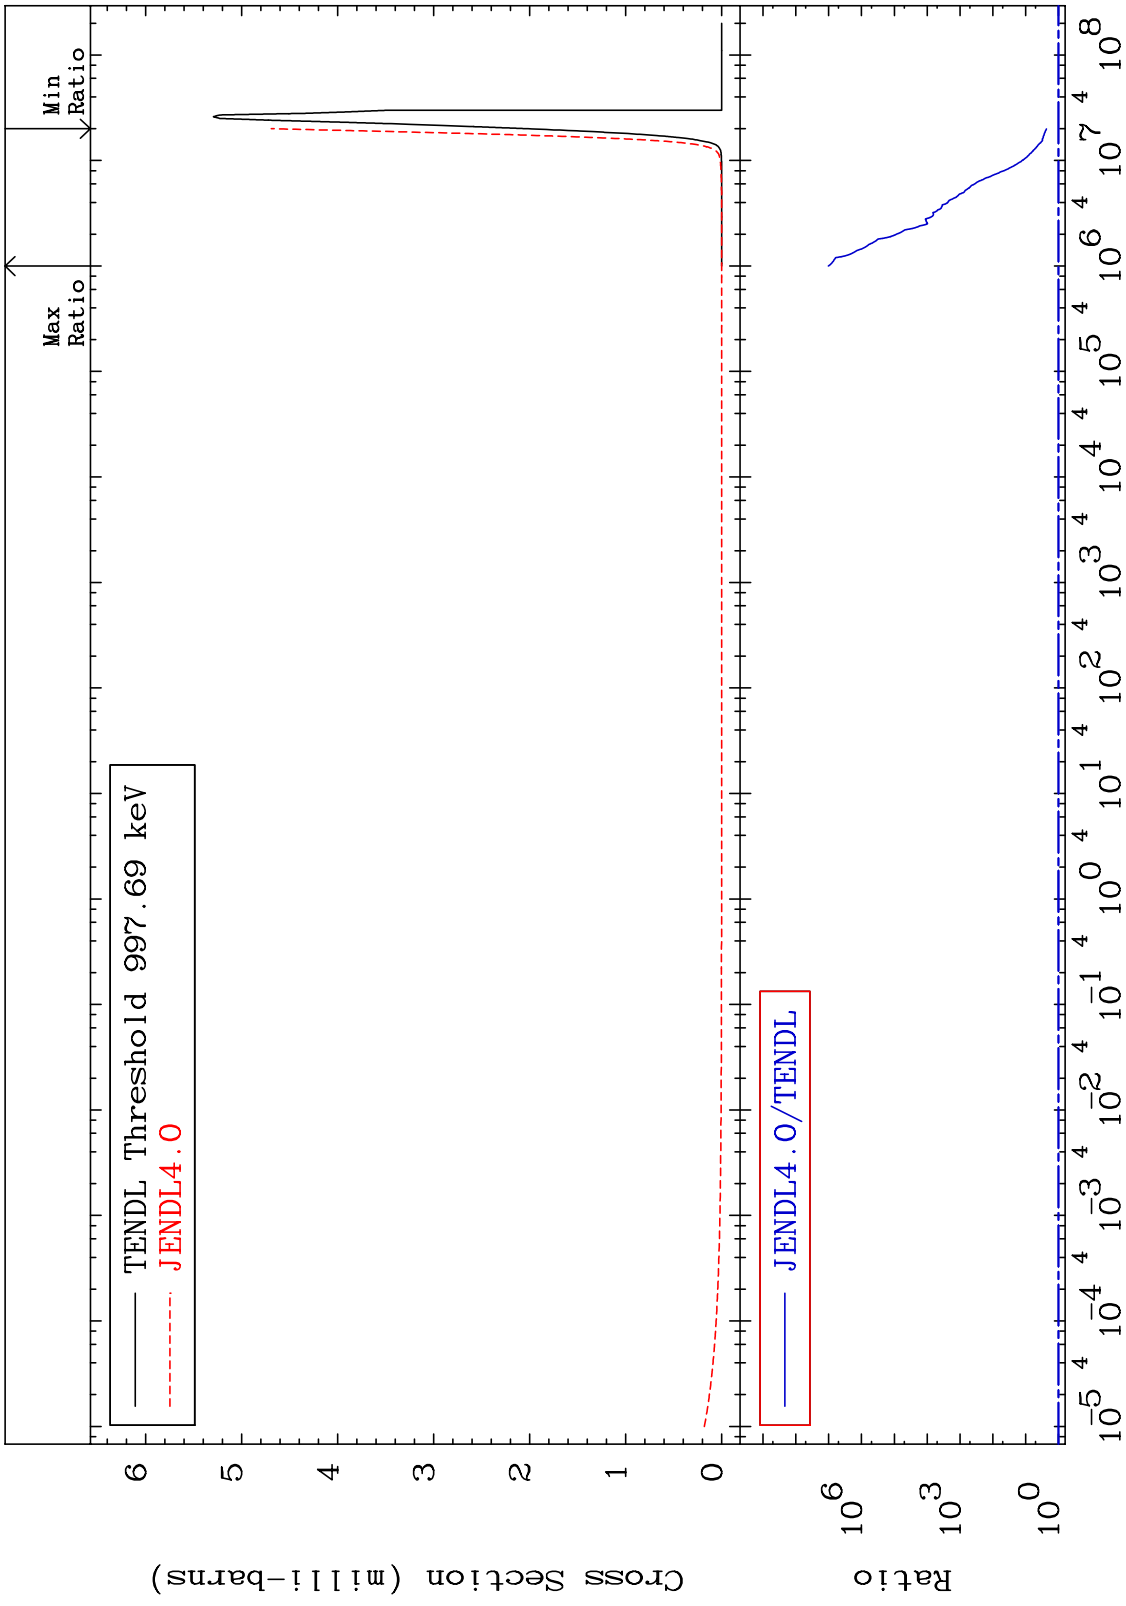 Max
Ratio
Min
Ratio
TENDL Threshold 997.69 keV
JENDL4.0
Cross Section (milli-barns)
6
5
4
3
2
1
0
JENDL4.0/TENDL
Ratio
10^6
10^3
10^0
10^-5 4 10^-4 4 10^-3 4 10^-2 4 10^-1 4 10^0 4 10^1 4 10^2 4 10^3 4 10^4 4 10^5 4 10^6 4 10^7 4 10^8